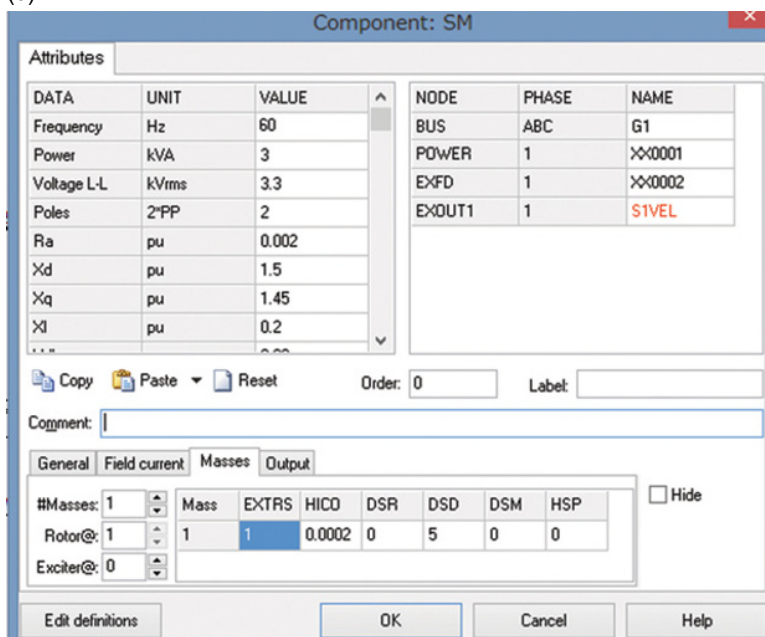 Component: SM
Attributes
DATA UNIT VALUE
Frequency Hz 60
Power kVA 3
Voltage L-L kVrms 3.3
Poles 2*PP 2
Ra pu 0.002
Xd pu 1.5
Xq pu 1.45
Xl pu 0.2
NODE PHASE NAME
BUS ABC G1
POWER 1 XX0001
EXFD 1 XX0002
EXOUT1 1 S1VEL
Copy Paste Reset Order: 0 Label:
Comment:
General Field current Masses Output
#Masses: 1
Rotor@: 1
Exciter@: 0
Mass EXTRS HICO DSR DSD DSM HSP
1 1 0.0002 0 5 0 0
Hide
Edit definitions OK Cancel Help